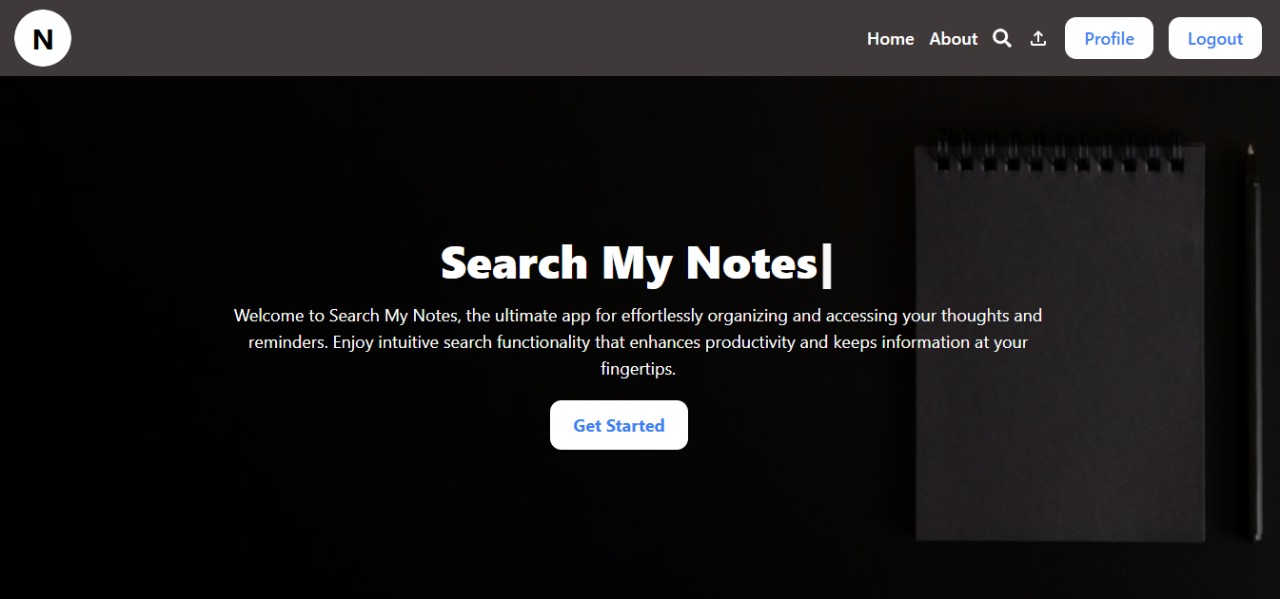 N
Home About Profile Logout
Search My Notes|
Welcome to Search My Notes, the ultimate app for effortlessly organizing and accessing your thoughts and
reminders. Enjoy intuitive search functionality that enhances productivity and keeps information at your
fingertips.
Get Started